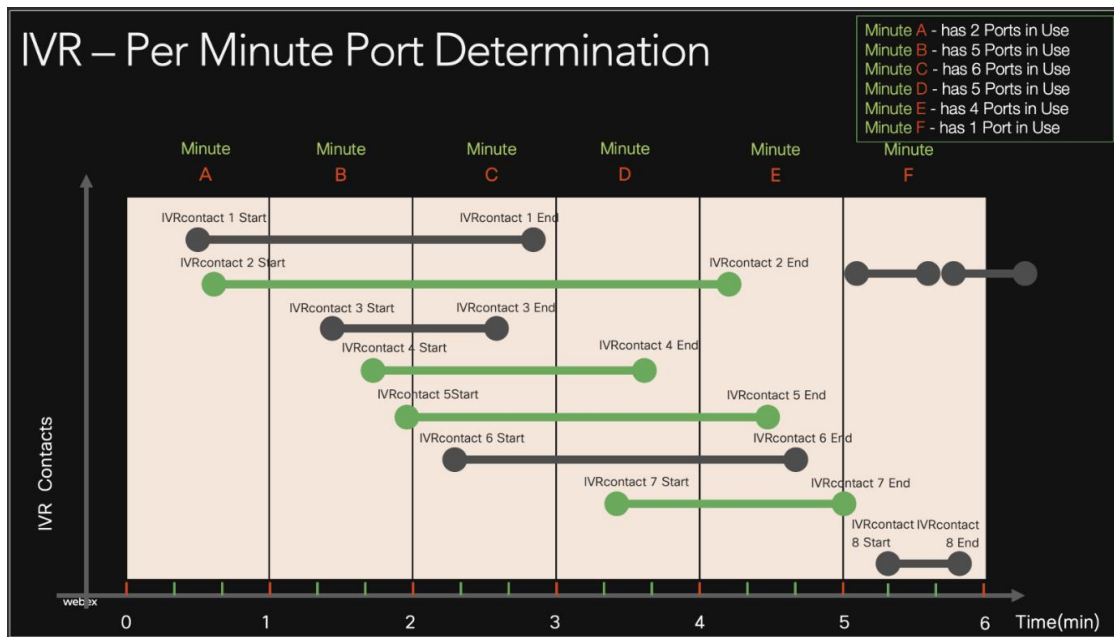 IVR – Per Minute Port Determination
Minute A - has 2 Ports in Use
Minute B - has 5 Ports in Use
Minute C - has 6 Ports in Use
Minute D - has 5 Ports in Use
Minute E - has 4 Ports in Use
Minute F - has 1 Port in Use
Minute Minute Minute Minute Minute Minute
A B C D E F
IVRcontact 1 Start IVRcontact 1 End
IVRcontact 2 Start IVRcontact 2 End
IVRcontact 3 Start IVRcontact 3 End
IVRcontact 4 Start IVRcontact 4 End
IVRcontact 5Start IVRcontact 5 End
IVRcontact 6 Start IVRcontact 6 End
IVRcontact 7 Start IVRcontact 7 End
IVRcontact IVRcontact
8 Start 8 End
IVR Contacts
webex
0 1 2 3 4 5 6 Time(min)